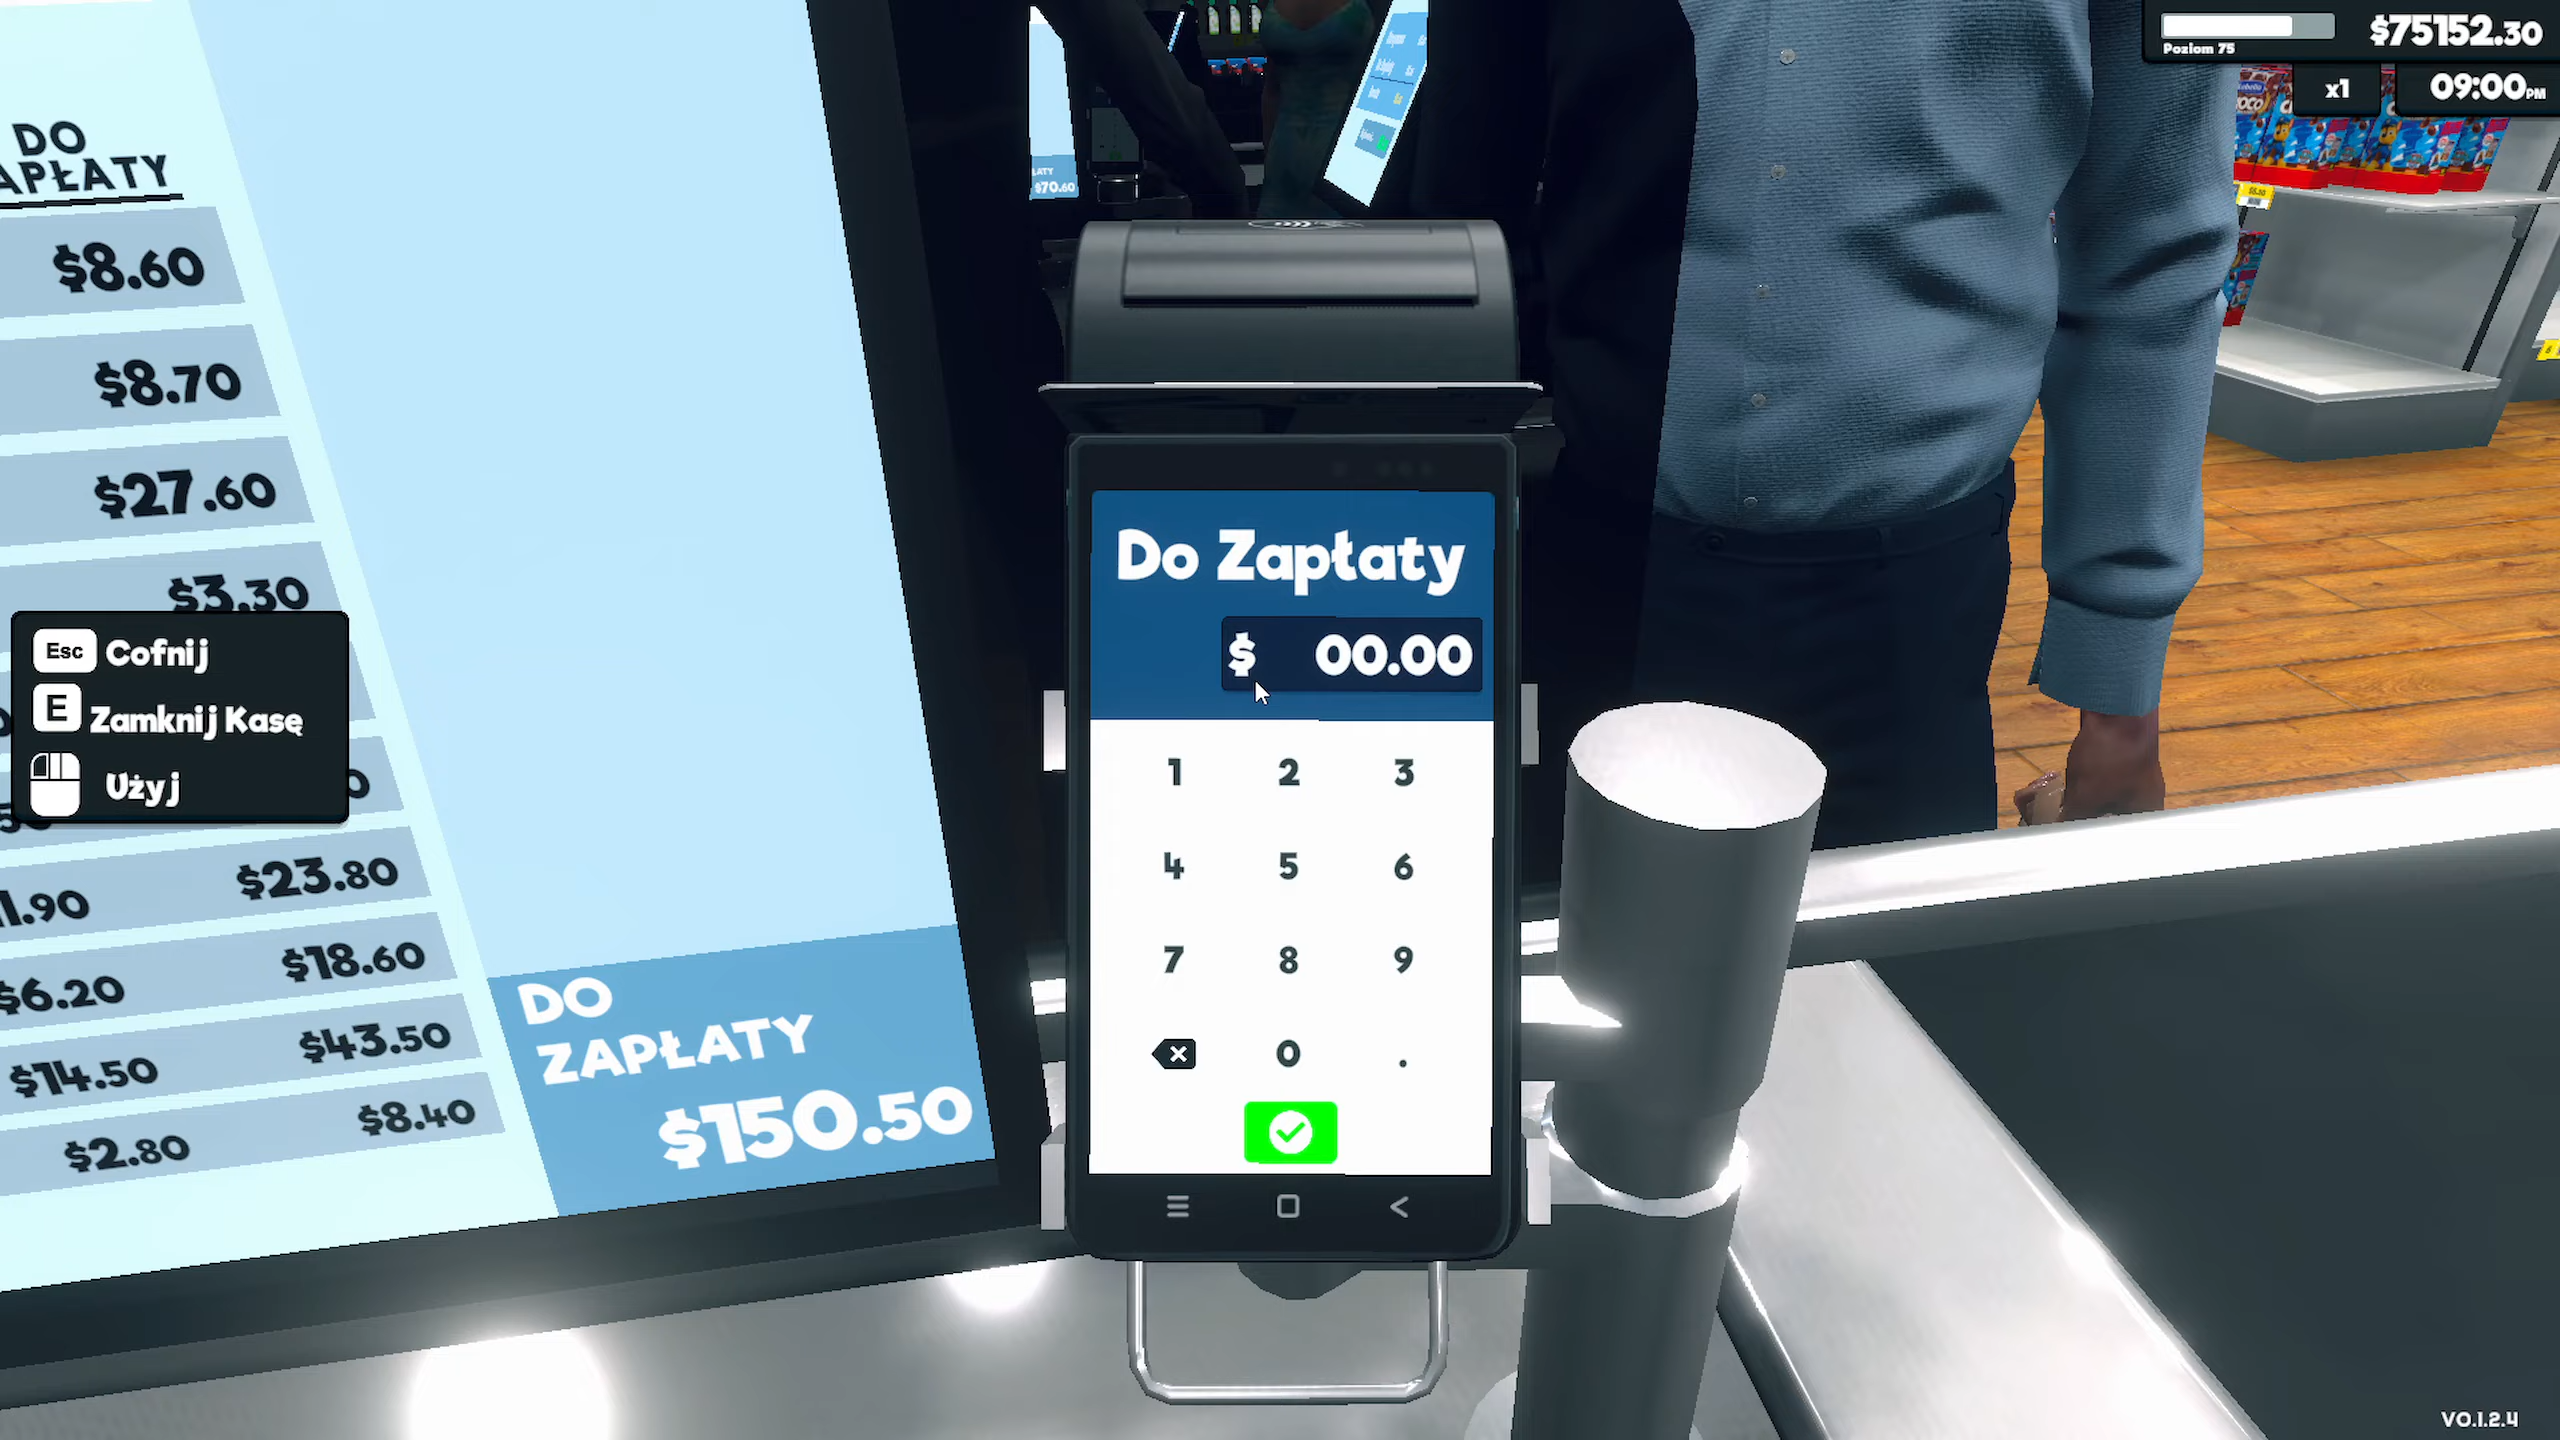 $75152.30
Poziom 75
x1
09:00PM
DO
$8.60
$8.70
$27.60
$3.30
Esc Cofnij
E Zamknij Kasę
Użyj
$23.80
$6.20 $18.60
$14.50 $43.50
$2.80 $8.40
DO
ZAPŁATY
$150.50
$70.60
Do Zapłaty
$ 00.00
1 2 3
4 5 6
7 8 9
0 .
V0.1.2.4